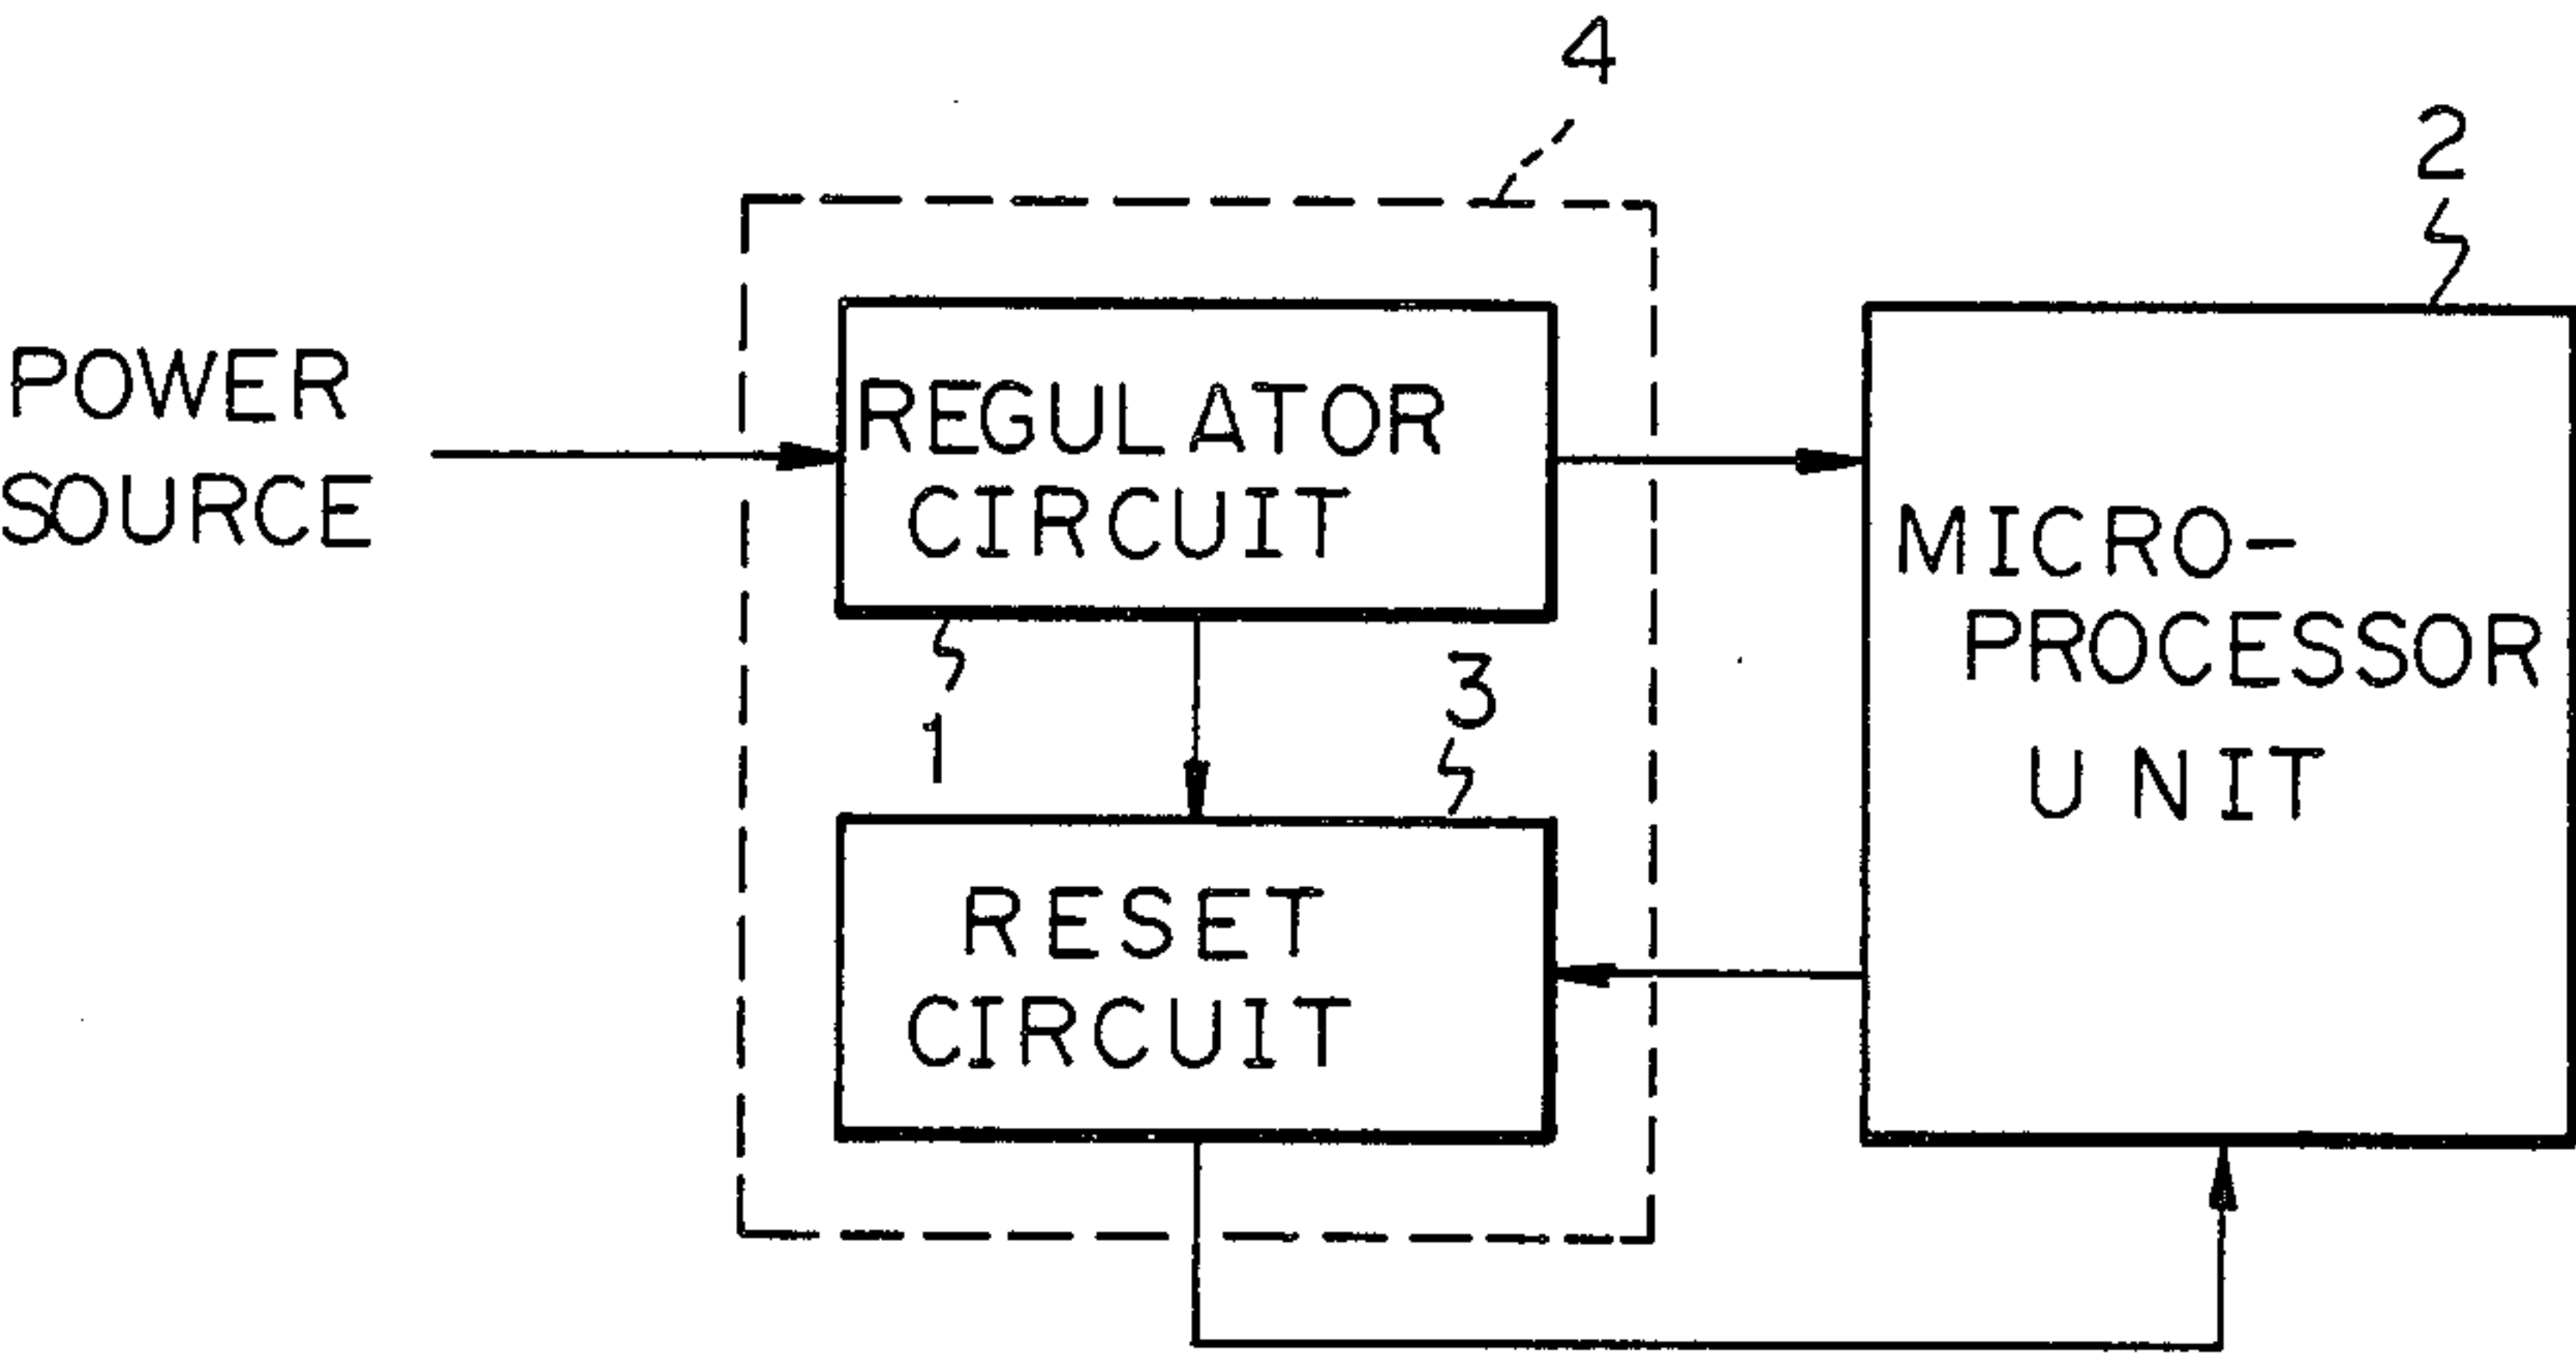 4
2
POWER
SOURCE
REGULATOR
CIRCUIT
MICRO-
PROCESSOR
UNIT
1
3
RESET
CIRCUIT